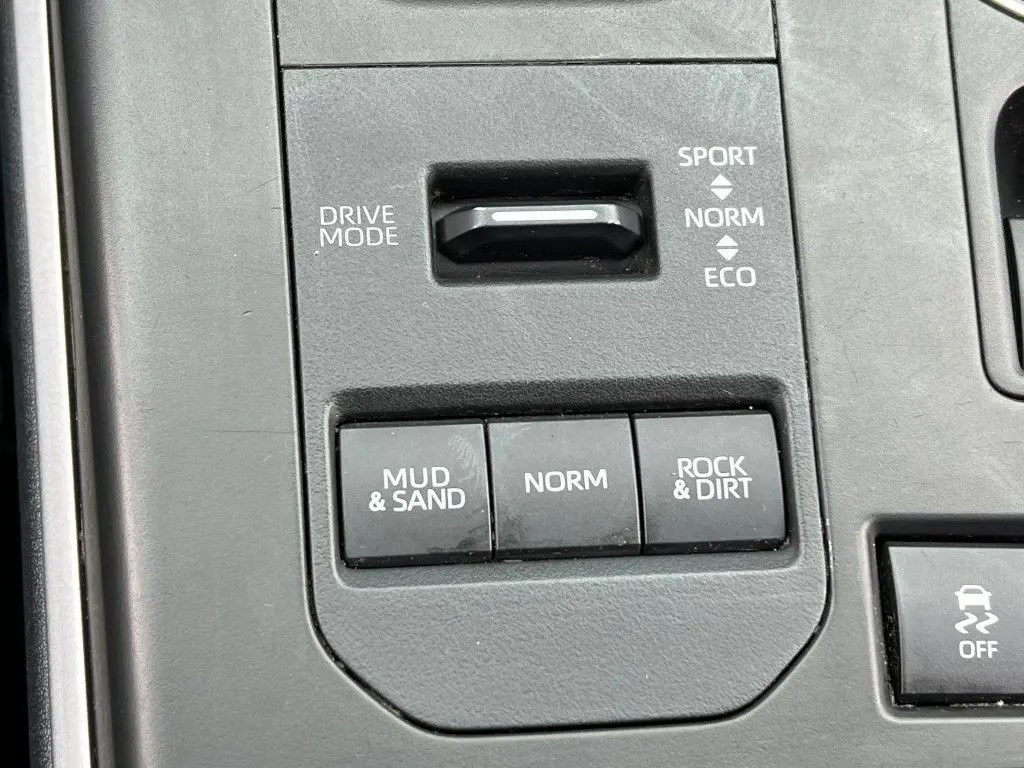 DRIVE
MODE
SPORT
NORM
ECO
MUD
& SAND
NORM
ROCK
& DIRT
OFF